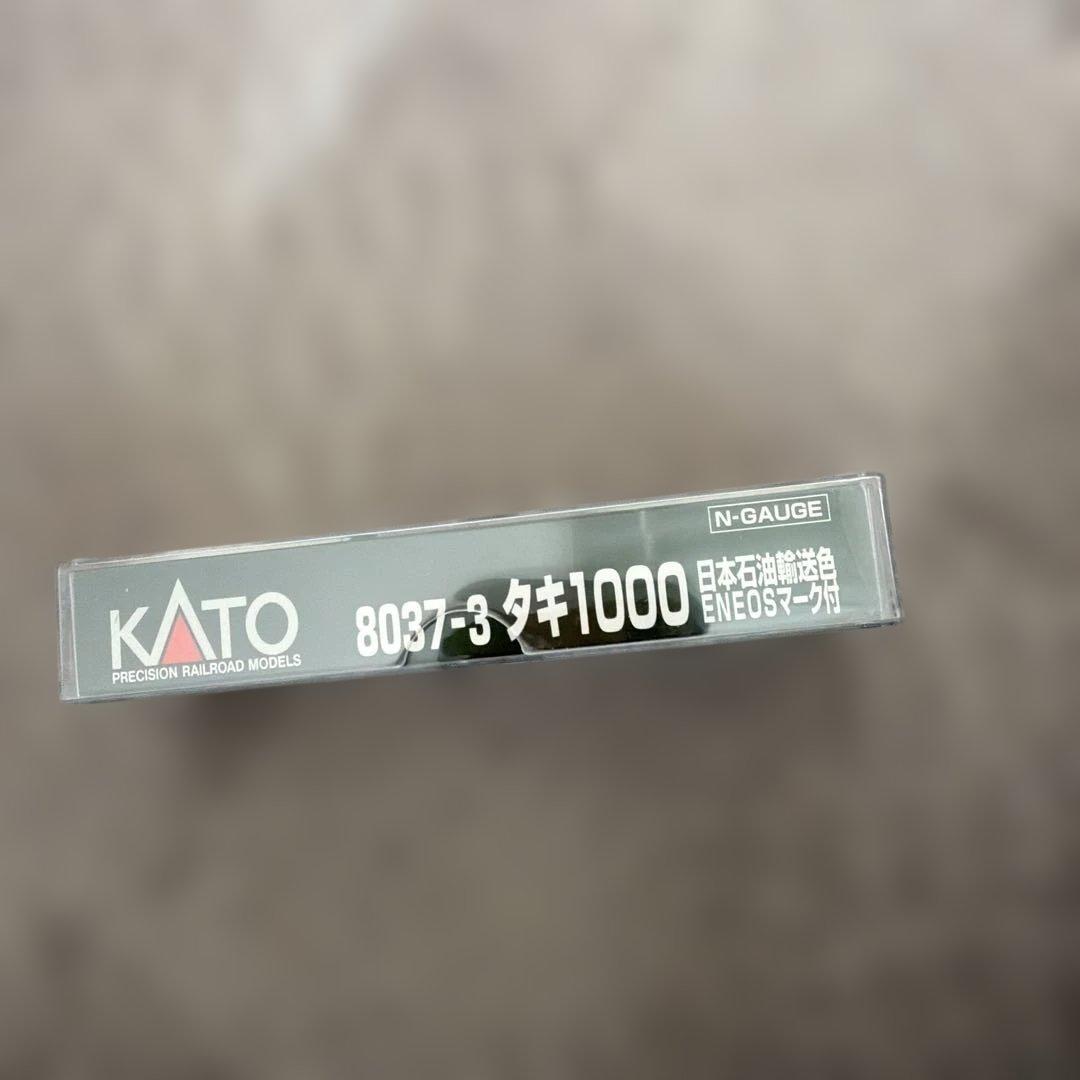 N-GAUGE
KATO
PRECISION RAILROAD MODELS
8037-3 タキ1000
日本石油輸送色
ENEOSマーク付